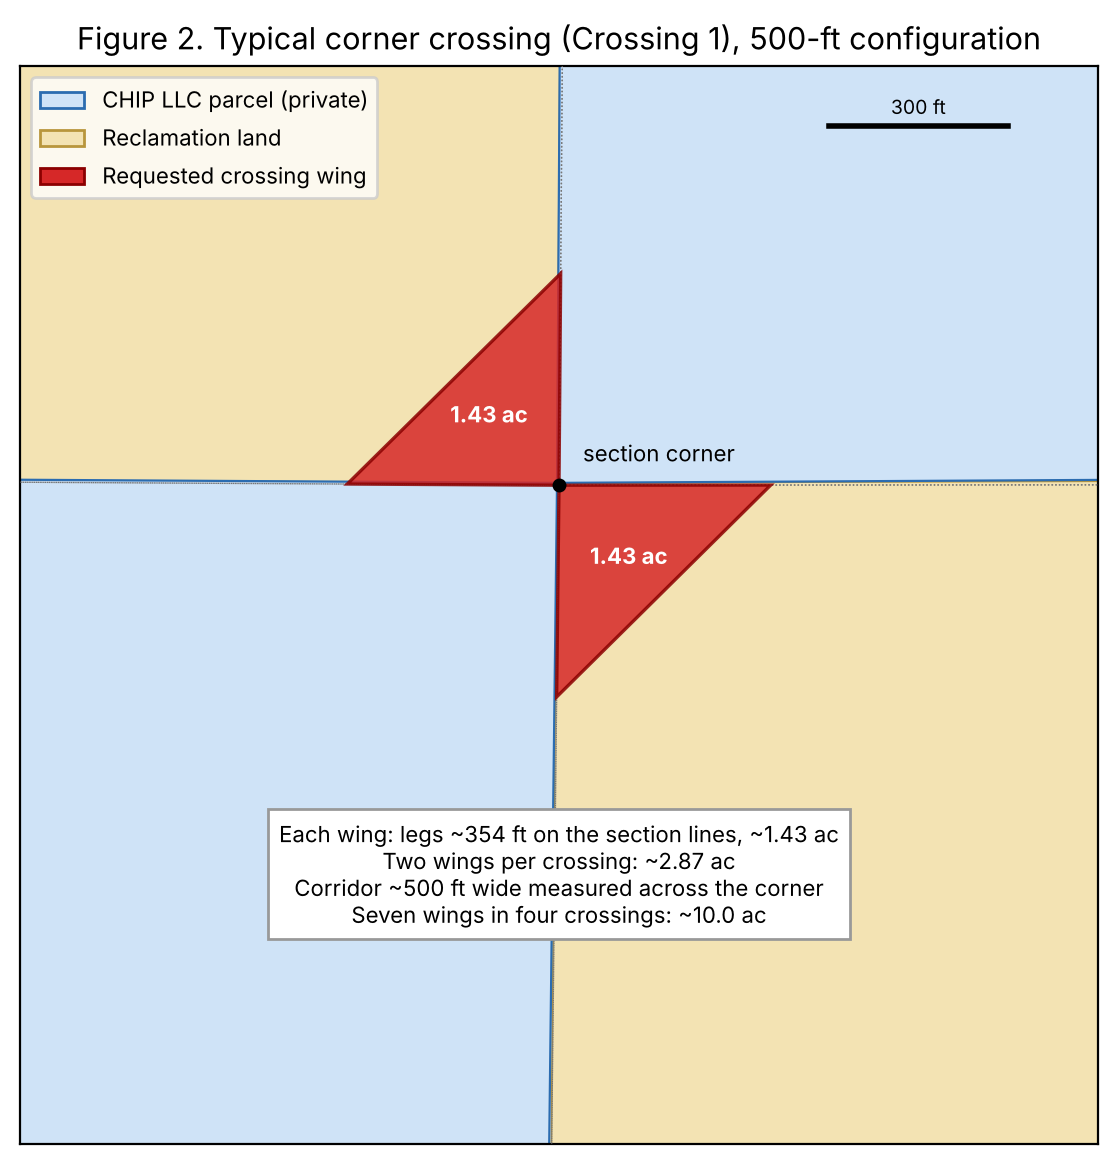 Figure 2. Typical corner crossing (Crossing 1), 500-ft configuration
CHIP LLC parcel (private)
Reclamation land
Requested crossing wing
300 ft
1.43 ac
section corner
1.43 ac
Each wing: legs ~354 ft on the section lines, ~1.43 ac
Two wings per crossing: ~2.87 ac
Corridor ~500 ft wide measured across the corner
Seven wings in four crossings: ~10.0 ac